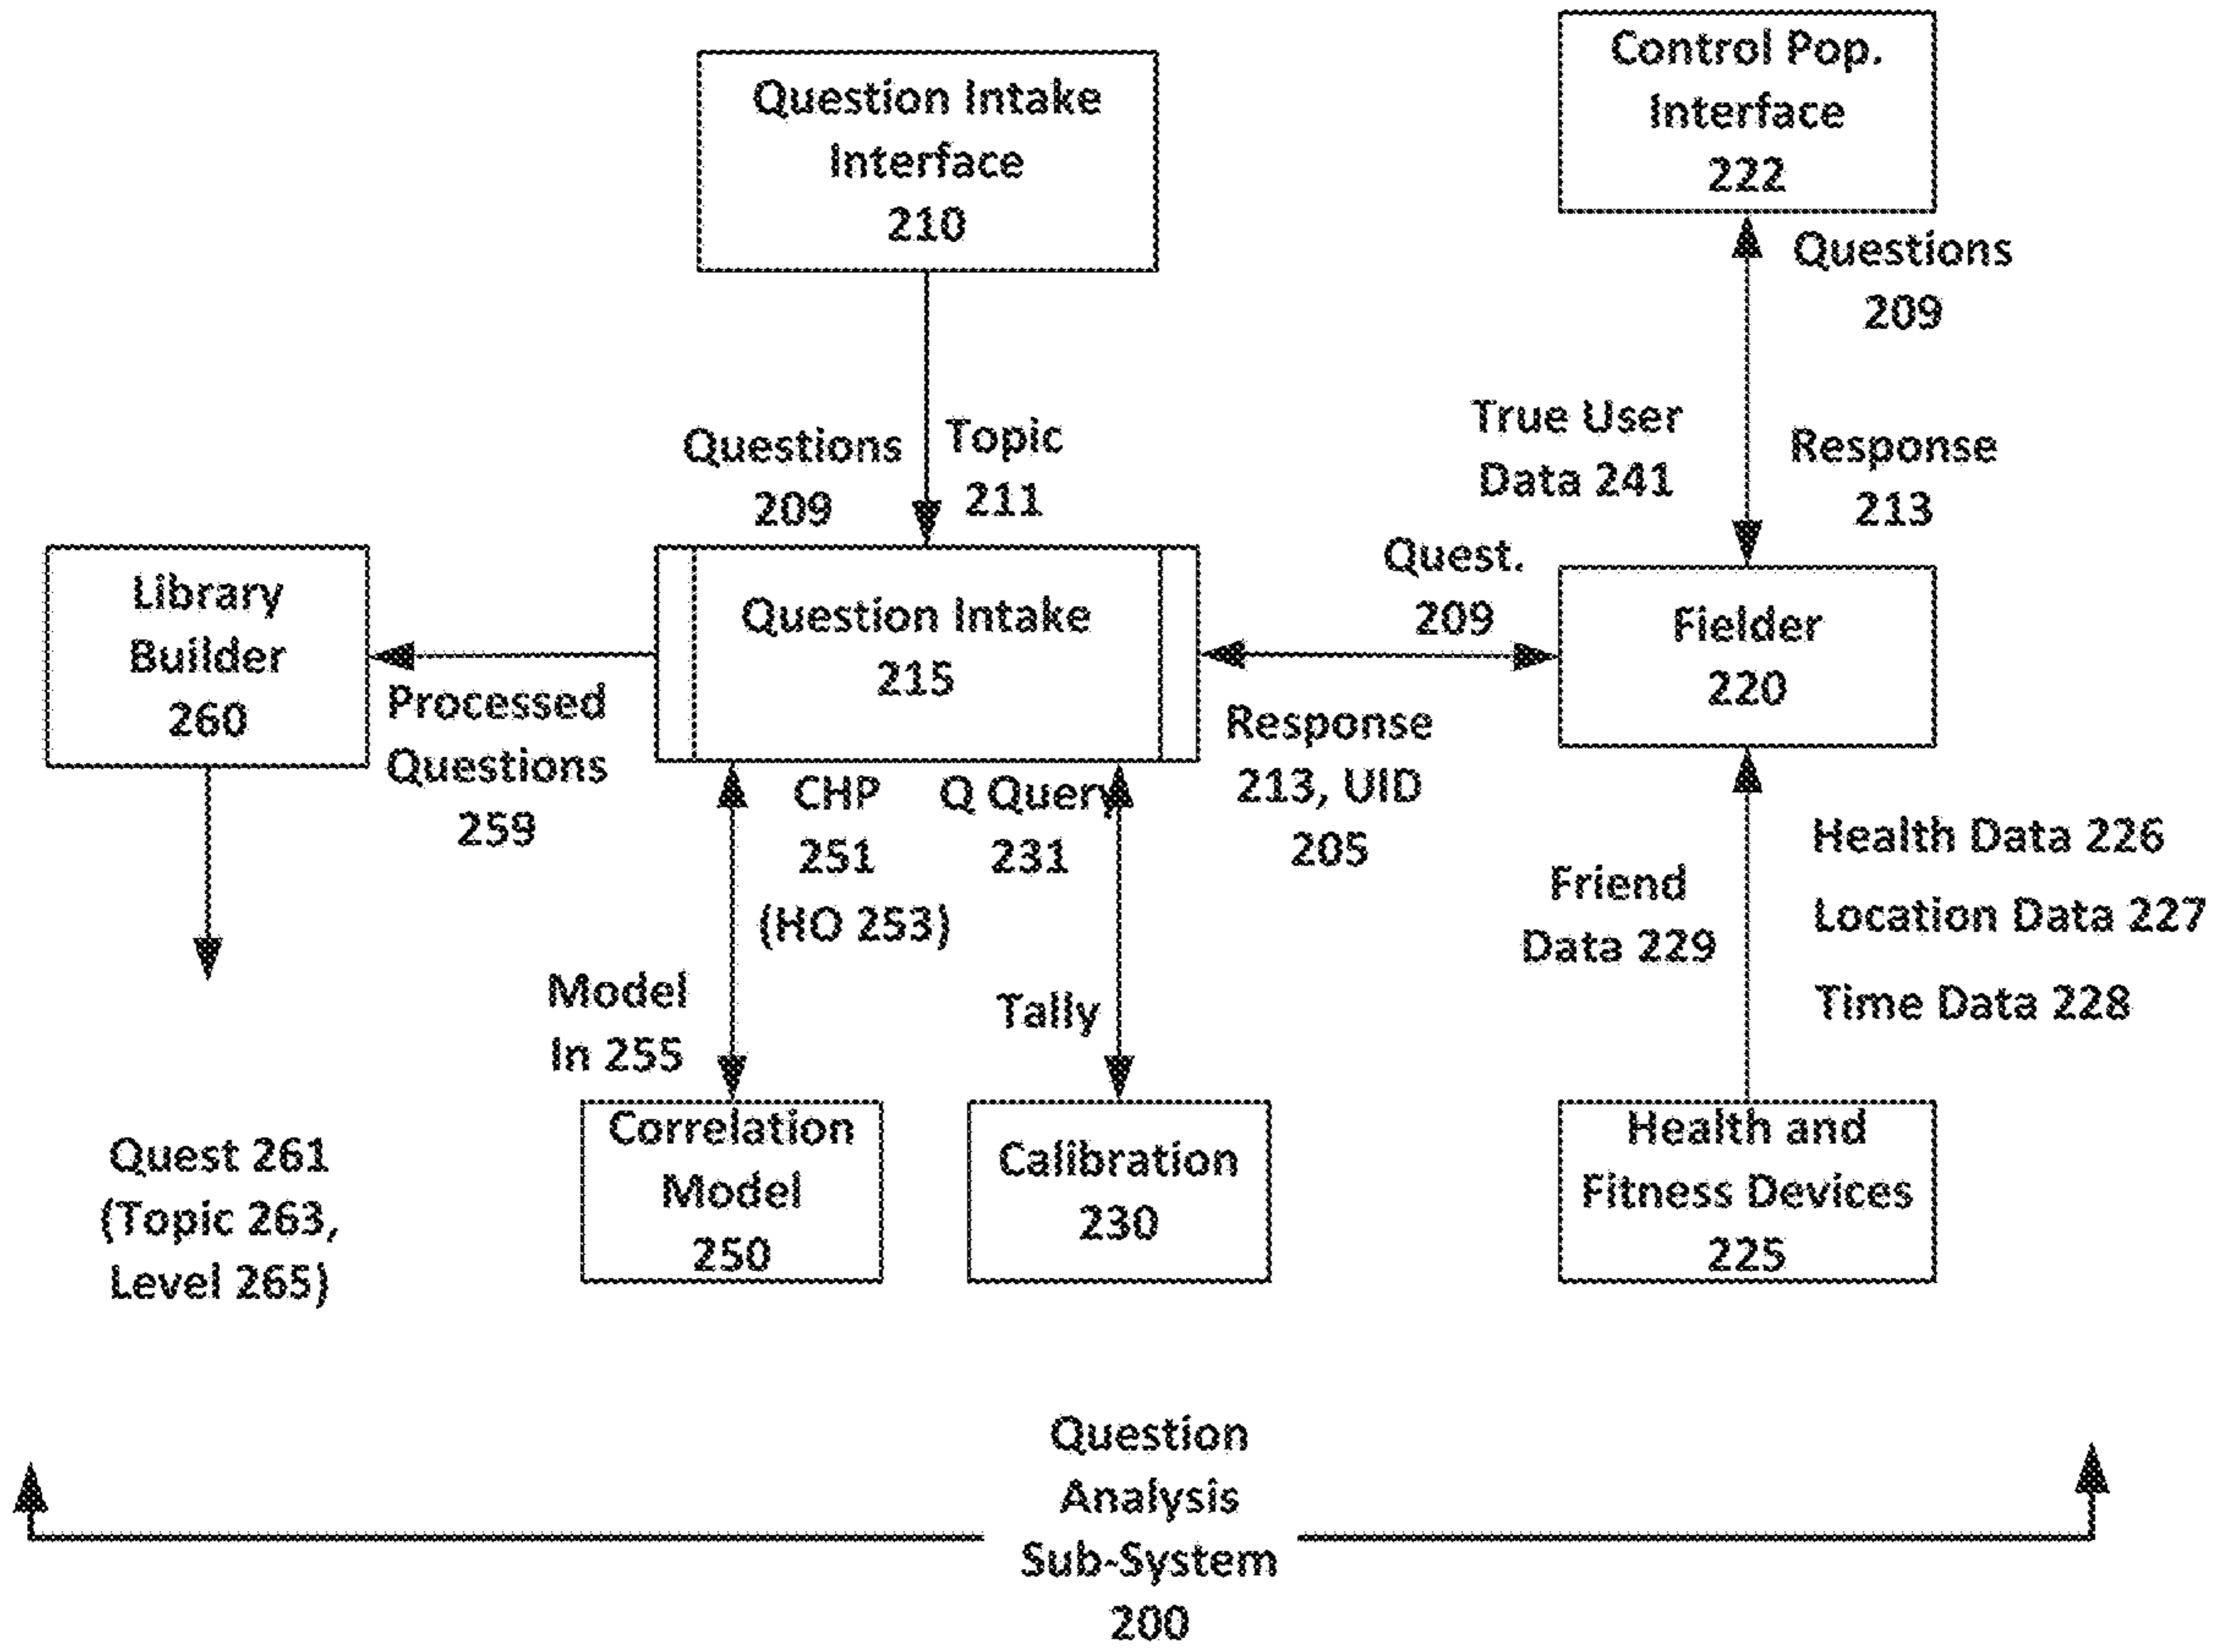 Control Pop.
Interface
222
Question Intake
Interface
210
Questions
209
True User
Data 241
Response
213
Questions
209
Topic
211
Quest.
209
Library
Builder
260
Question Intake
215
Fielder
220
Processed
Questions
259
Response
213, UID
205
CHP
251
(HO 253)
Q Query
231
Health Data 226
Location Data 227
Time Data 228
Friend
Data 229
Model
In 255
Tally
Correlation
Model
250
Calibration
230
Health and
Fitness Devices
225
Quest 261
(Topic 263,
Level 265)
Question
Analysis
Sub-System
200